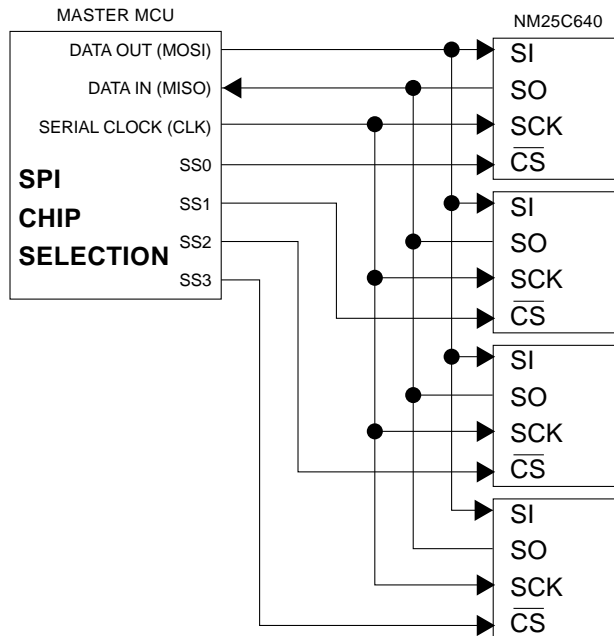 MASTER MCU
DATA OUT (MOSI)
DATA IN (MISO)
SERIAL CLOCK (CLK)
SS0
SPI
SS1
CHIP
SS2
SELECTION
SS3
NM25C640
SI
SO
SCK
CS
SI
SO
SCK
CS
SI
SO
SCK
CS
SI
SO
SCK
CS